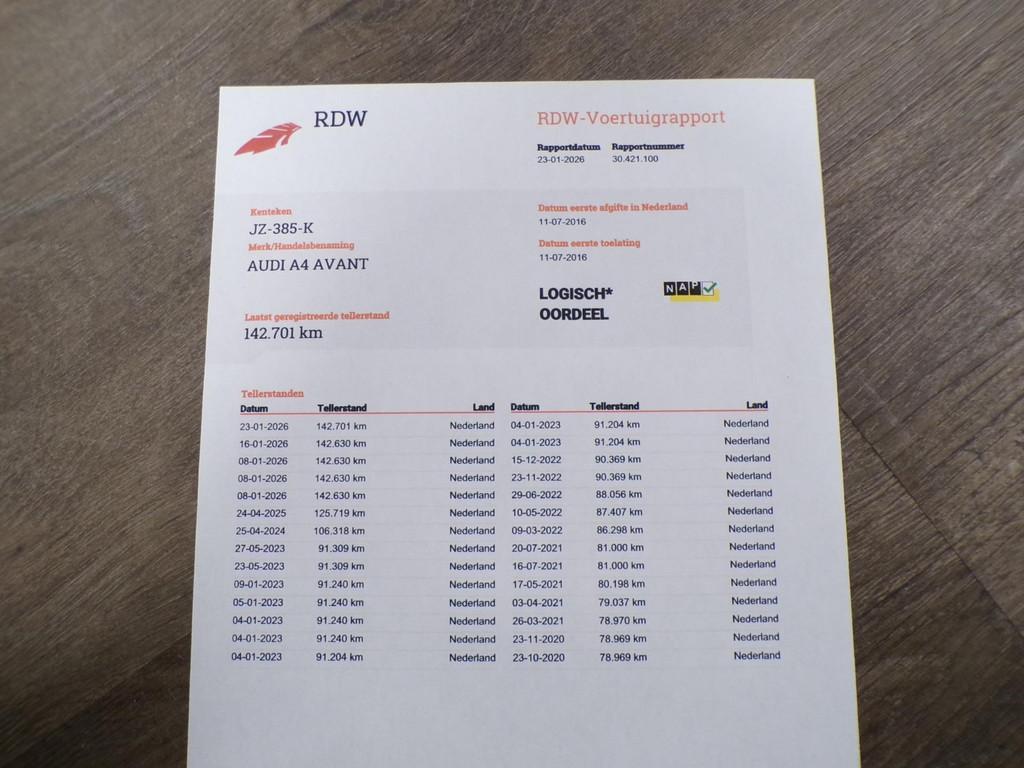 RDW
RDW-Voertuigrapport
Rapportdatum Rapportnummer
23-01-2026 30.421.100
Kenteken
JZ-385-K
Merk/Handelsbenaming
AUDI A4 AVANT
Laatst geregistreerde tellerstand
142.701 km
Datum eerste afgifte in Nederland
11-07-2016
Datum eerste toelating
11-07-2016
LOGISCH*
OORDEEL
NAP
Tellerstanden
Datum Tellerstand Land Datum Tellerstand Land
23-01-2026 142.701 km Nederland 04-01-2023 91.204 km Nederland
16-01-2026 142.630 km Nederland 04-01-2023 91.204 km Nederland
08-01-2026 142.630 km Nederland 15-12-2022 90.369 km Nederland
08-01-2026 142.630 km Nederland 23-11-2022 90.369 km Nederland
08-01-2026 142.630 km Nederland 29-06-2022 88.056 km Nederland
24-04-2025 125.719 km Nederland 10-05-2022 87.407 km Nederland
25-04-2024 106.318 km Nederland 09-03-2022 86.298 km Nederland
27-05-2023 91.309 km Nederland 20-07-2021 81.000 km Nederland
23-05-2023 91.309 km Nederland 16-07-2021 81.000 km Nederland
09-01-2023 91.240 km Nederland 17-05-2021 80.198 km Nederland
05-01-2023 91.240 km Nederland 03-04-2021 79.037 km Nederland
04-01-2023 91.240 km Nederland 26-03-2021 78.970 km Nederland
04-01-2023 91.240 km Nederland 23-11-2020 78.969 km Nederland
04-01-2023 91.204 km Nederland 23-10-2020 78.969 km Nederland